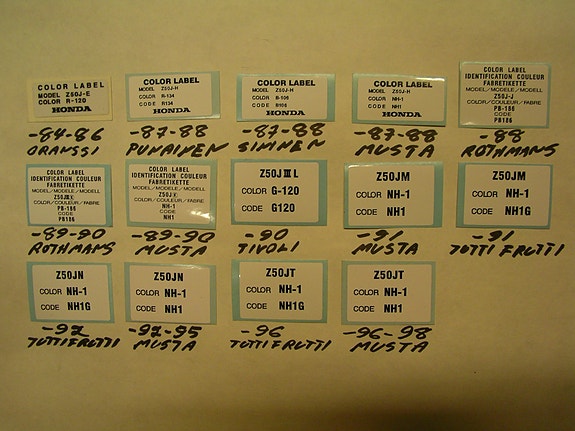 COLOR LABEL
MODEL Z50J-E
COLOR R-120
HONDA
-84-86
ORANSSI
COLOR LABEL
MODEL Z50J-H
COLOR R-134
CODE R134
HONDA
-87-88
PUNAINEN
COLOR LABEL
MODEL Z50J-H
COLOR B-106
CODE B106
HONDA
-87-88
SININEN
COLOR LABEL
MODEL Z50J-H
COLOR NH-1
CODE NH1
HONDA
-87-88
MUSTA
COLOR LABEL
IDENTIFICATION COULEUR
FABRETIKETTE
MODEL/MODELE/MODELL
Z50J-J
COLOR/COULEUR/FABRE
PB-186
CODE
PB186
-88
ROTHMANS
COLOR LABEL
IDENTIFICATION COULEUR
FABRETIKETTE
MODEL/MODELE/MODELL
COLOR/COULEUR/FABRE
PB-186
CODE
PB186
-89-90
ROTHMANS
COLOR LABEL
IDENTIFICATION COULEUR
FABRETIKETTE
MODEL/MODELE/MODELL
COLOR/COULEUR/FABRE
NH-1
CODE
NH1
-89-90
MUSTA
Z50JⅢL
COLOR G-120
CODE G120
-90
TIVOLI
Z50JM
COLOR NH-1
CODE NH1
-91
MUSTA
Z50JM
COLOR NH-1
CODE NH1G
-91
TUTTI FRUTTI
Z50JN
COLOR NH-1
CODE NH1G
-92
TUTTIFRUTTI
Z50JN
COLOR NH-1
CODE NH1
-92-95
MUSTA
Z50JT
COLOR NH-1
CODE NH1G
-96
TUTTI FRUTTI
Z50JT
COLOR NH-1
CODE NH1
-96-98
MUSTA